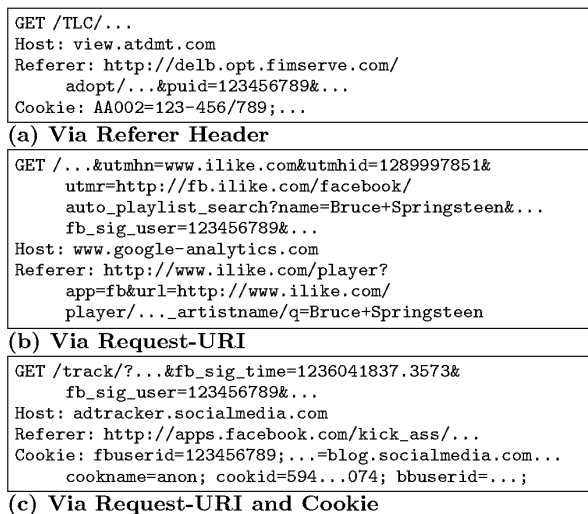 GET /TLC/...
Host: view.atdmt.com
Referer: http://delb.opt.fimserve.com/
adopt/...&puid=123456789&...
Cookie: AA002=123-456/789;...
(a) Via Referer Header
GET /...&utmhn=www.ilike.com&utmhid=1289997851&
utmr=http://fb.ilike.com/facebook/
auto_playlist_search?name=Bruce+Springsteen&...
fb_sig_user=123456789&...
Host: www.google-analytics.com
Referer: http://www.ilike.com/player?
app=fb&url=http://www.ilike.com/
player/..._artistname/q=Bruce+Springsteen
(b) Via Request-URI
GET /track/?...&fb_sig_time=1236041837.3573&
fb_sig_user=123456789&...
Host: adtracker.socialmedia.com
Referer: http://apps.facebook.com/kick_ass/...
Cookie: fbuserid=123456789;...=blog.socialmedia.com...
cookname=anon; cookid=594...074; bbuserid=...;
(c) Via Request-URI and Cookie